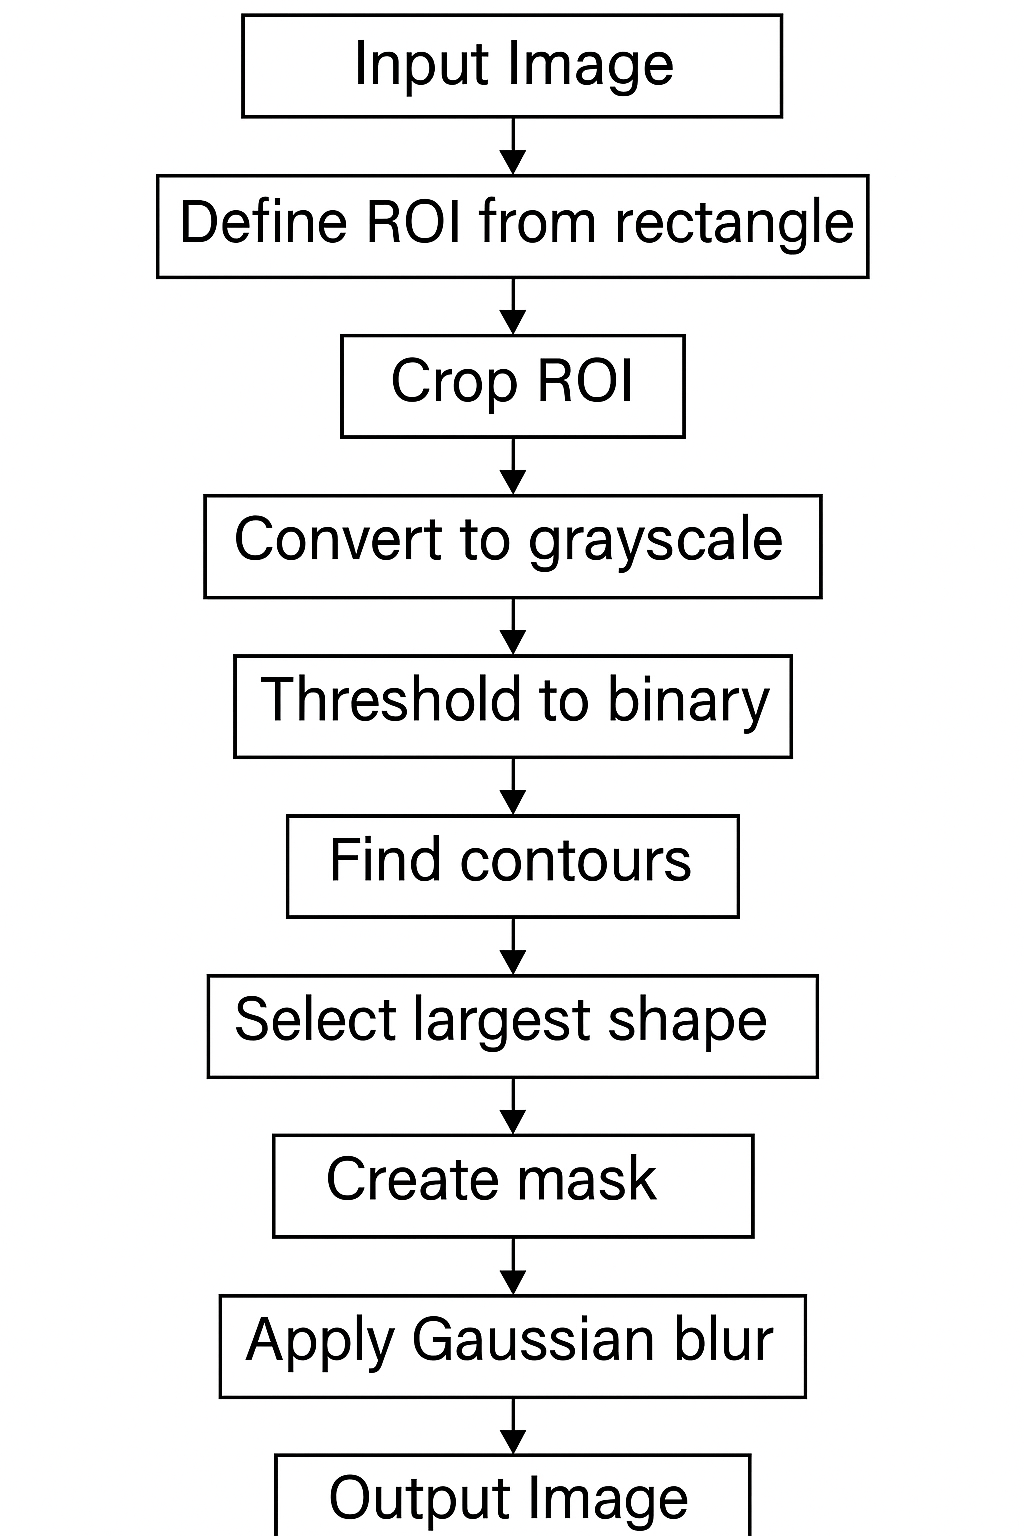 Input Image
Define ROI from rectangle
Crop ROI
Convert to grayscale
Threshold to binary
Find contours
Select largest shape
Create mask
Apply Gaussian blur
Output Image